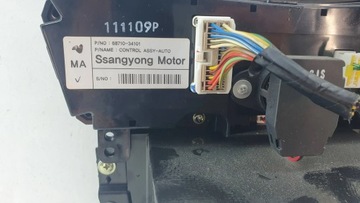 111109P
P/NO : 68710-34101
P/NAME : CONTROL ASSY-AUTO
MA
Ssangyong Motor
S/NO :